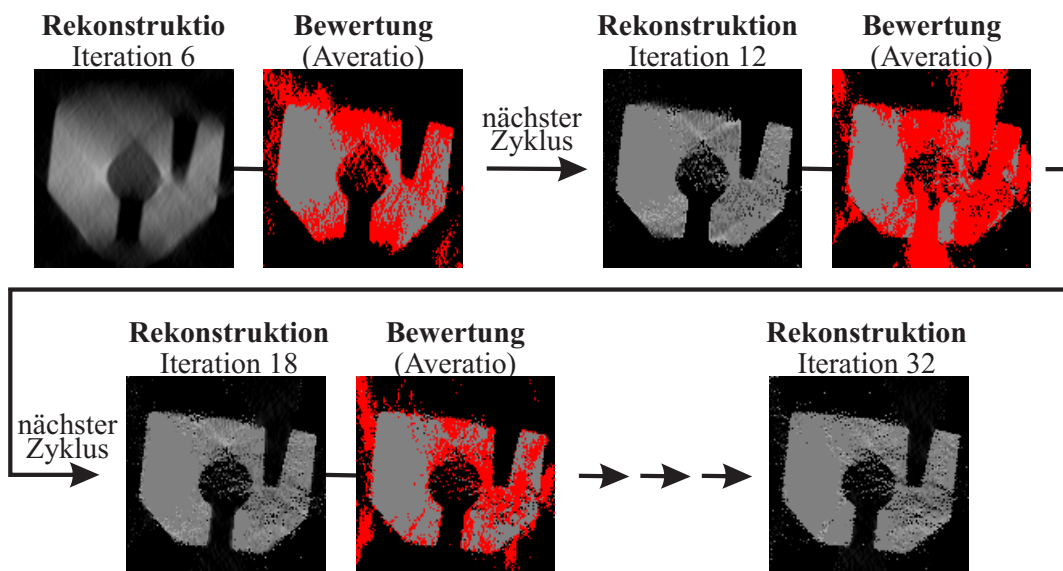 Rekonstruktio
Iteration 6
Bewertung
(Averatio)
nächster
Zyklus
Rekonstruktion
Iteration 12
Bewertung
(Averatio)
nächster
Zyklus
Rekonstruktion
Iteration 18
Bewertung
(Averatio)
Rekonstruktion
Iteration 32